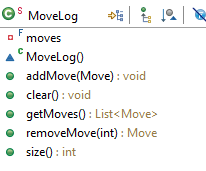 S MoveLog
F moves
C MoveLog()
addMove(Move) : void
clear() : void
getMoves() : List<Move>
removeMove(int) : Move
size() : int